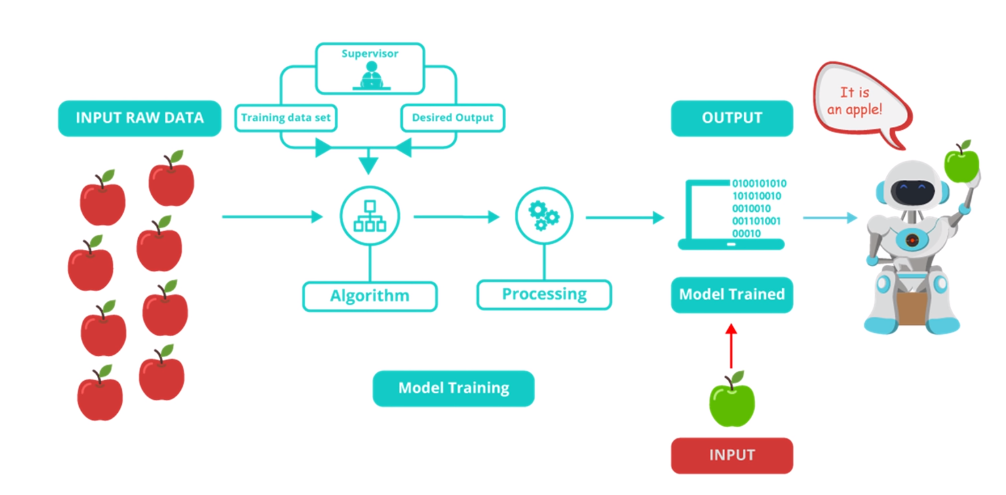 Supervisor
INPUT RAW DATA
Training data set
Desired Output
OUTPUT
It is
an apple!
0100101010
101010010
0010010
001101001
00010
Algorithm
Processing
Model Trained
Model Training
INPUT